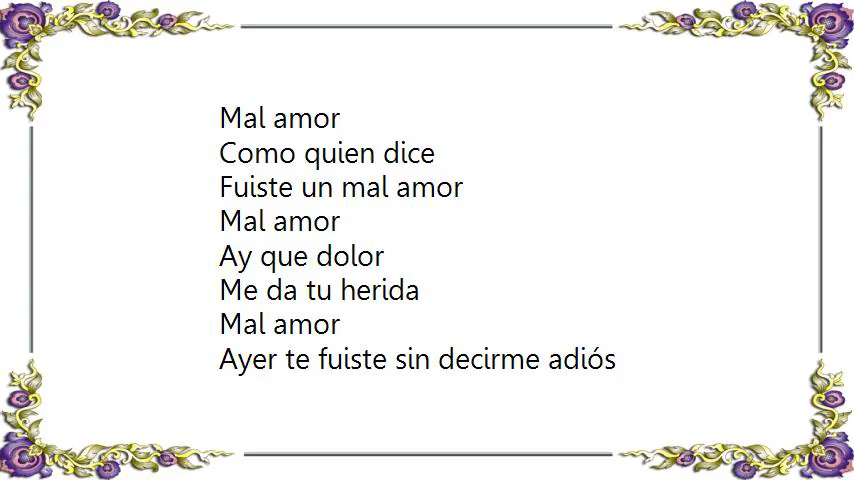 Mal amor
Como quien dice
Fuiste un mal amor
Mal amor
Ay que dolor
Me da tu herida
Mal amor
Ayer te fuiste sin decirme adiós